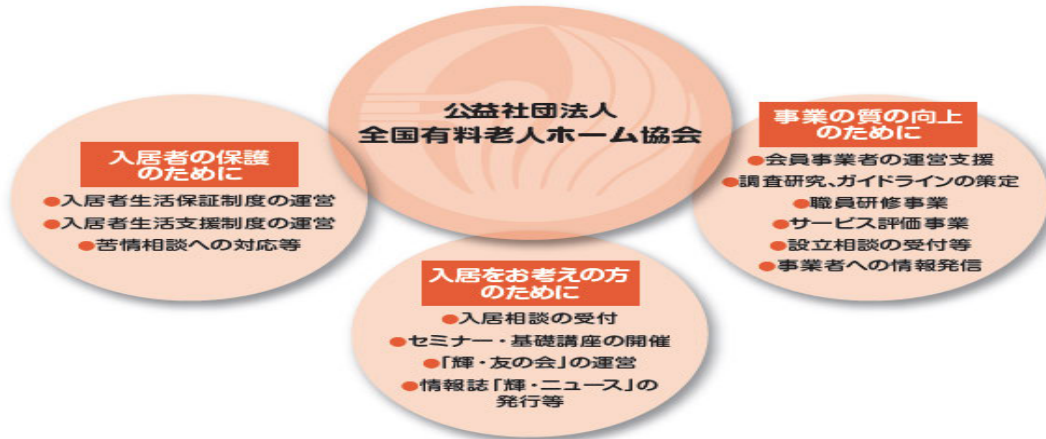 公益社団法人
全国有料老人ホーム協会
入居者の保護
のために
●入居者生活保証制度の運営
●入居者生活支援制度の運営
●苦情相談への対応等
入居をお考えの方
のために
●入居相談の受付
●セミナー・基礎講座の開催
●「輝・友の会」の運営
●情報誌「輝・ニュース」の
発行等
事業の質の向上
のために
●会員事業者の運営支援
●調査研究、ガイドラインの策定
●職員研修事業
●サービス評価事業
●設立相談の受付等
●事業者への情報発信